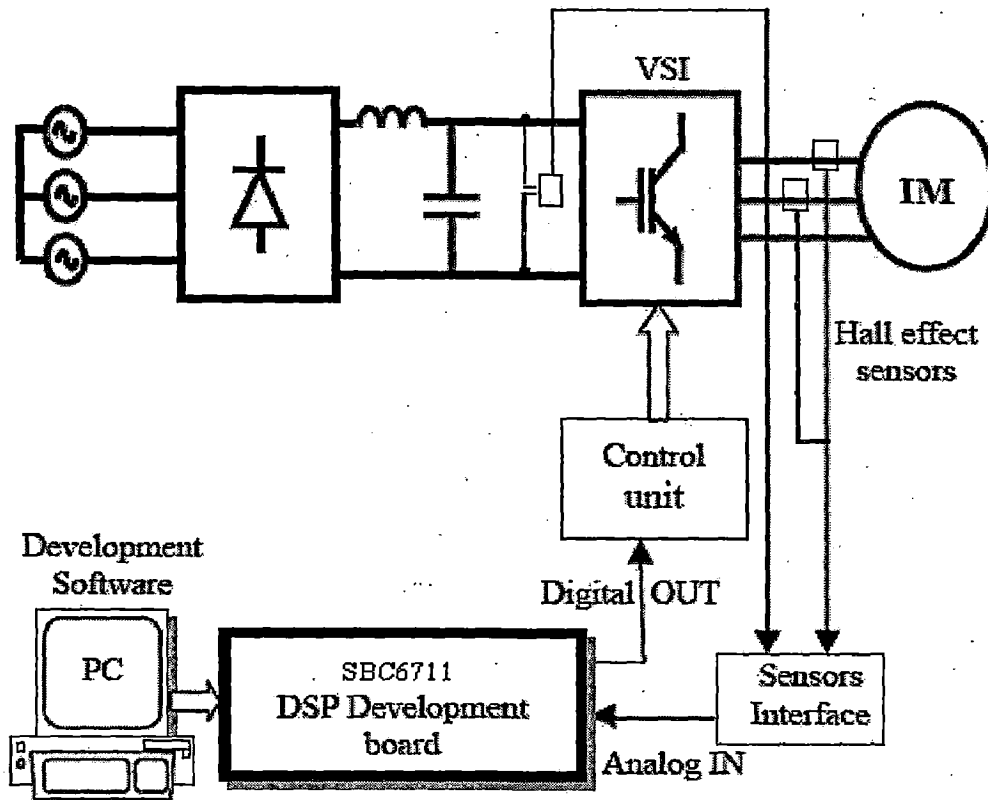 VSI
IM
Hall effect
sensors
Control
unit
Development
Software
Digital OUT
PC
SBC6711
DSP Development
board
Sensors
Interface
Analog IN